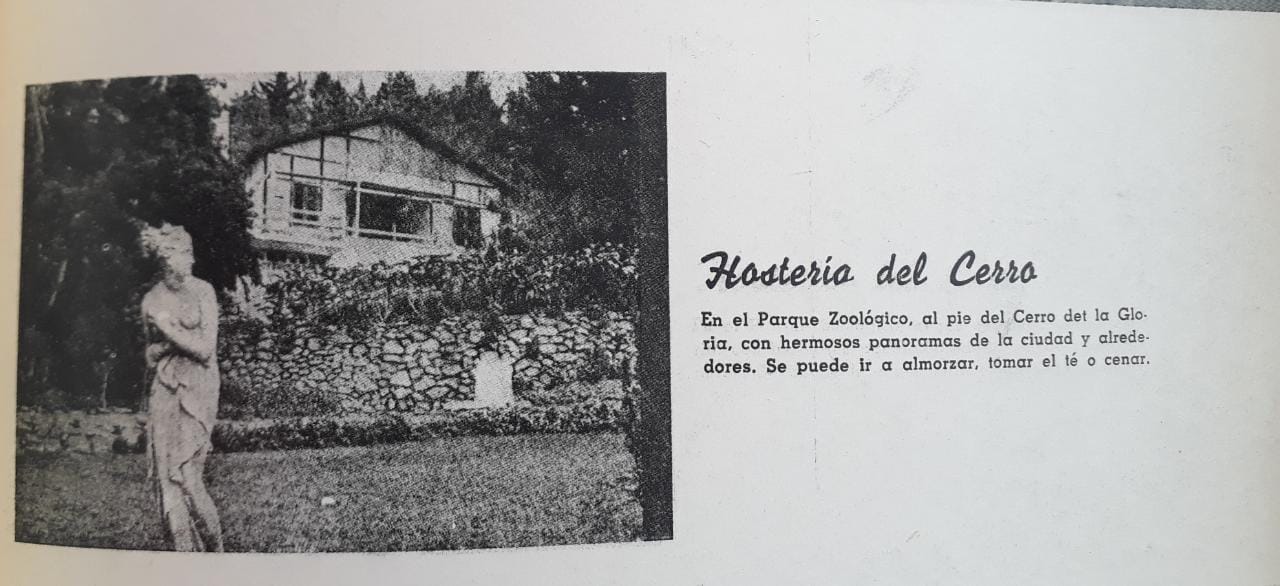 Hostería del Cerro
En el Parque Zoológico, al pie del Cerro det la Glo-
ria, con hermosos panoramas de la ciudad y alrede-
dores. Se puede ir a almorzar, tomar el té o cenar.